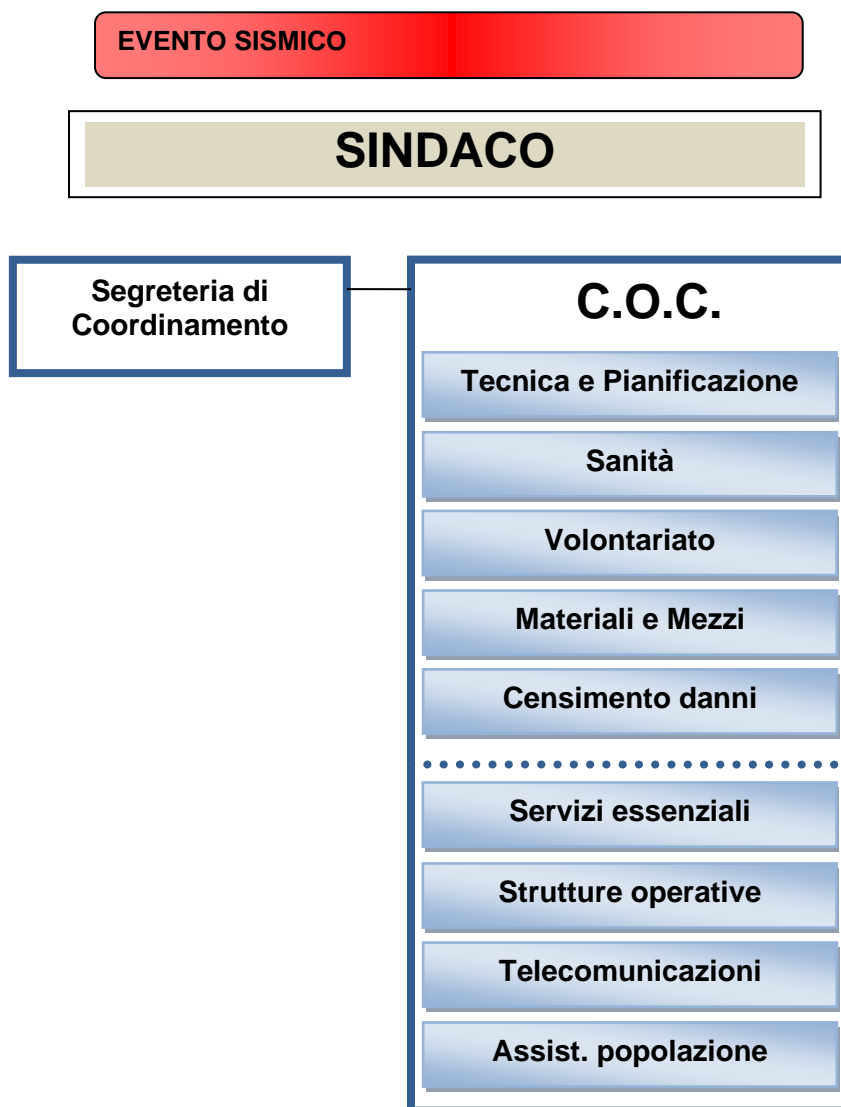 EVENTO SISMICO
SINDACO
Segreteria di
Coordinamento
C.O.C.
Tecnica e Pianificazione
Sanità
Volontariato
Materiali e Mezzi
Censimento danni
Servizi essenziali
Strutture operative
Telecomunicazioni
Assist. popolazione